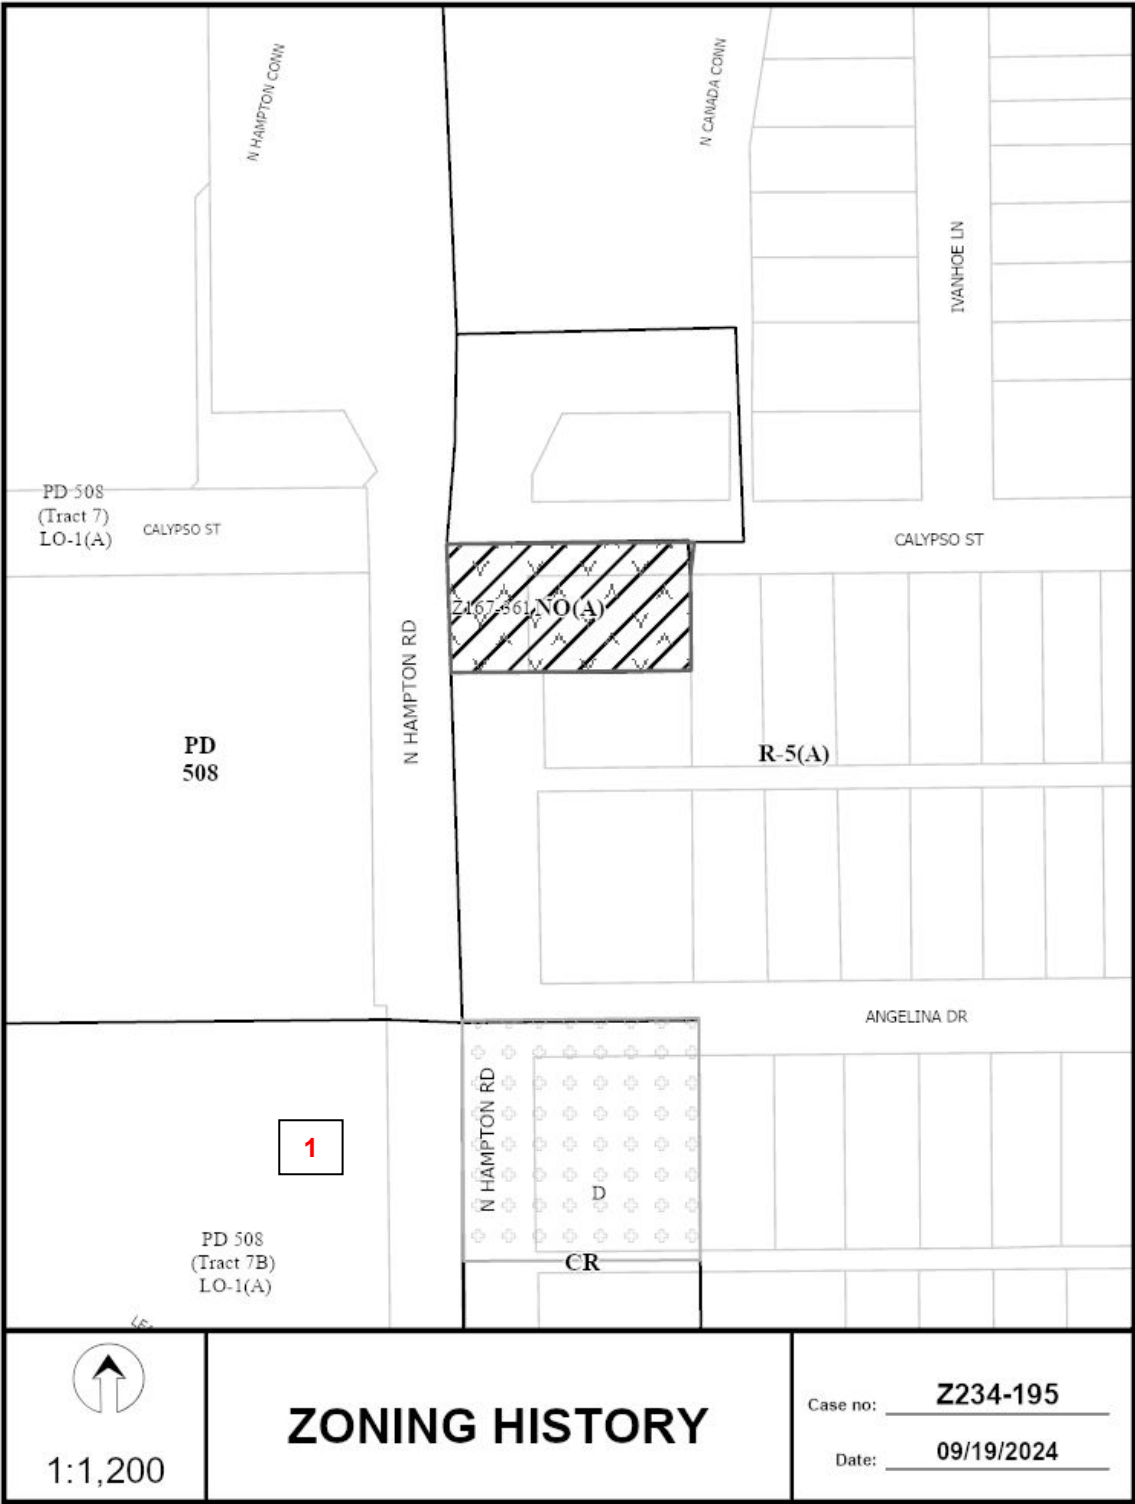 N HAMPTON CONN
N CANADA CONN
IVANHOE LN
PD 508
(Tract 7)
LO-1(A)
CALYPSO ST
CALYPSO ST
Z167-361
NO(A)
N HAMPTON RD
PD
508
R-5(A)
ANGELINA DR
N HAMPTON RD
1
D
PD 508
(Tract 7B)
LO-1(A)
CR
1:1,200
ZONING HISTORY
Case no: Z234-195
Date: 09/19/2024